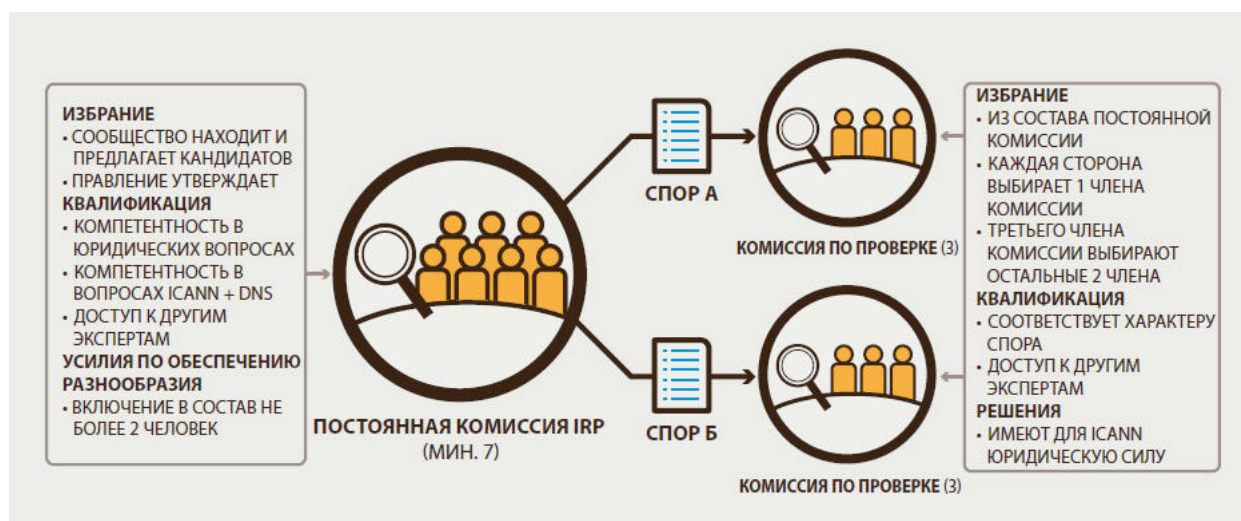 ИЗБРАНИЕ
• СООБЩЕСТВО НАХОДИТ И
ПРЕДЛАГАЕТ КАНДИДАТОВ
• ПРАВЛЕНИЕ УТВЕРЖДАЕТ
КВАЛИФИКАЦИЯ
• КОМПЕТЕНТНОСТЬ В
ЮРИДИЧЕСКИХ ВОПРОСАХ
• КОМПЕТЕНТНОСТЬ В
ВОПРОСАХ ICANN + DNS
• ДОСТУП К ДРУГИМ
ЭКСПЕРТАМ
УСИЛИЯ ПО ОБЕСПЕЧЕНИЮ
РАЗНООБРАЗИЯ
• ВКЛЮЧЕНИЕ В СОСТАВ НЕ
БОЛЕЕ 2 ЧЕЛОВЕК
ПОСТОЯННАЯ КОМИССИЯ IRP
(МИН. 7)
СПОР А
КОМИССИЯ ПО ПРОВЕРКЕ (3)
СПОР Б
КОМИССИЯ ПО ПРОВЕРКЕ (3)
ИЗБРАНИЕ
• ИЗ СОСТАВА ПОСТОЯННОЙ
КОМИССИИ
• КАЖДАЯ СТОРОНА
ВЫБИРАЕТ 1 ЧЛЕНА
КОМИССИИ
• ТРЕТЬЕГО ЧЛЕНА
КОМИССИИ ВЫБИРАЮТ
ОСТАЛЬНЫЕ 2 ЧЛЕНА
КВАЛИФИКАЦИЯ
• СООТВЕТСТВУЕТ ХАРАКТЕРУ
СПОРА
• ДОСТУП К ДРУГИМ
ЭКСПЕРТАМ
РЕШЕНИЯ
• ИМЕЮТ ДЛЯ ICANN
ЮРИДИЧЕСКУЮ СИЛУ